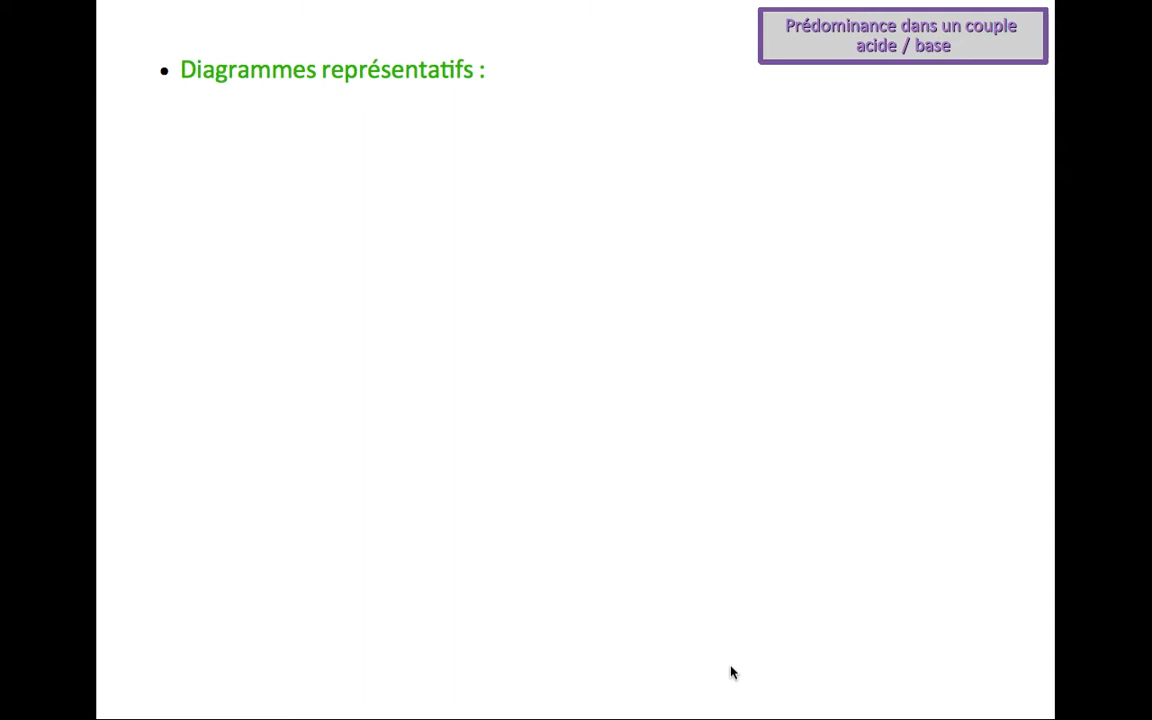 Prédominance dans un couple
acide / base
• Diagrammes représentatifs :